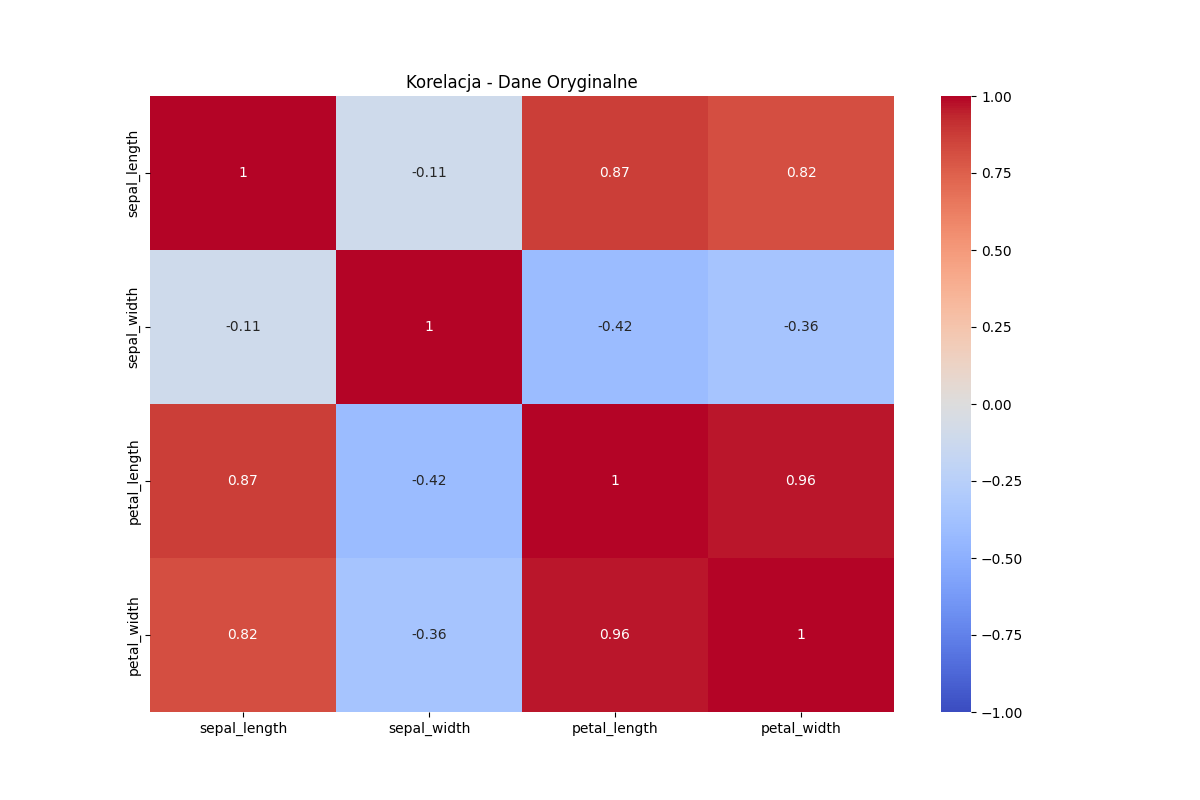 Korelacja - Dane Oryginalne
sepal_length 1 -0.11 0.87 0.82
sepal_width -0.11 1 -0.42 -0.36
petal_length 0.87 -0.42 1 0.96
petal_width 0.82 -0.36 0.96 1
sepal_length sepal_width petal_length petal_width
1.00
0.75
0.50
0.25
0.00
−0.25
−0.50
−0.75
−1.00